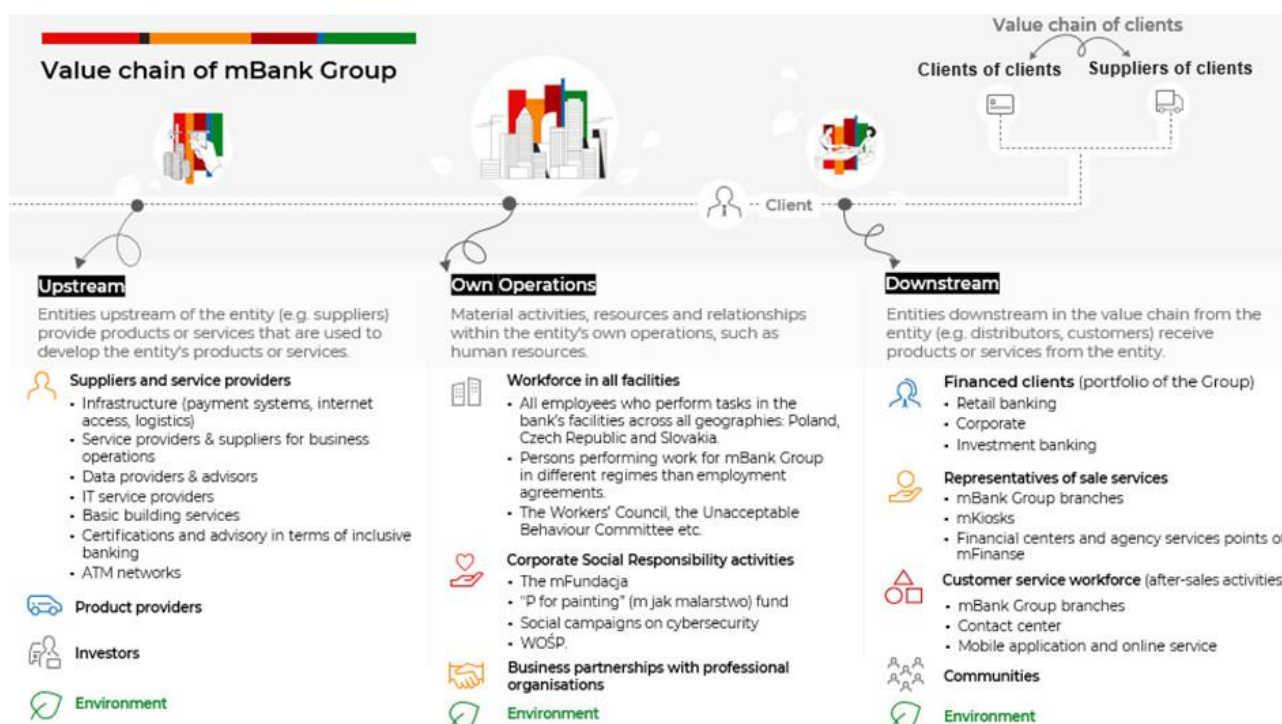 Value chain of mBank Group
Value chain of clients
Clients of clients
Suppliers of clients
Client
Upstream
Entities upstream of the entity (e.g. suppliers)
provide products or services that are used to
develop the entity's products or services.
Suppliers and service providers
• Infrastructure (payment systems, internet
access, logistics)
• Service providers & suppliers for business
operations
• Data providers & advisors
• IT service providers
• Basic building services
• Certifications and advisory in terms of inclusive
banking
• ATM networks
Product providers
Investors
Environment
Own Operations
Material activities, resources and relationships
within the entity's own operations, such as
human resources.
Workforce in all facilities
• All employees who perform tasks in the
bank's facilities across all geographies: Poland,
Czech Republic and Slovakia.
• Persons performing work for mBank Group
in different regimes than employment
agreements.
• The Workers' Council, the Unacceptable
Behaviour Committee etc.
Corporate Social Responsibility activities
• The mFundacja
• "P for painting" (m jak malarstwo) fund
• Social campaigns on cybersecurity
• WOŚP.
Business partnerships with professional
organisations
Environment
Downstream
Entities downstream in the value chain from the
entity (e.g. distributors, customers) receive
products or services from the entity.
Financed clients (portfolio of the Group)
• Retail banking
• Corporate
• Investment banking
Representatives of sale services
• mBank Group branches
• mKiosks
• Financial centers and agency services points of
mFinanse
Customer service workforce (after-sales activities
• mBank Group branches
• Contact center
• Mobile application and online service
Communities
Environment